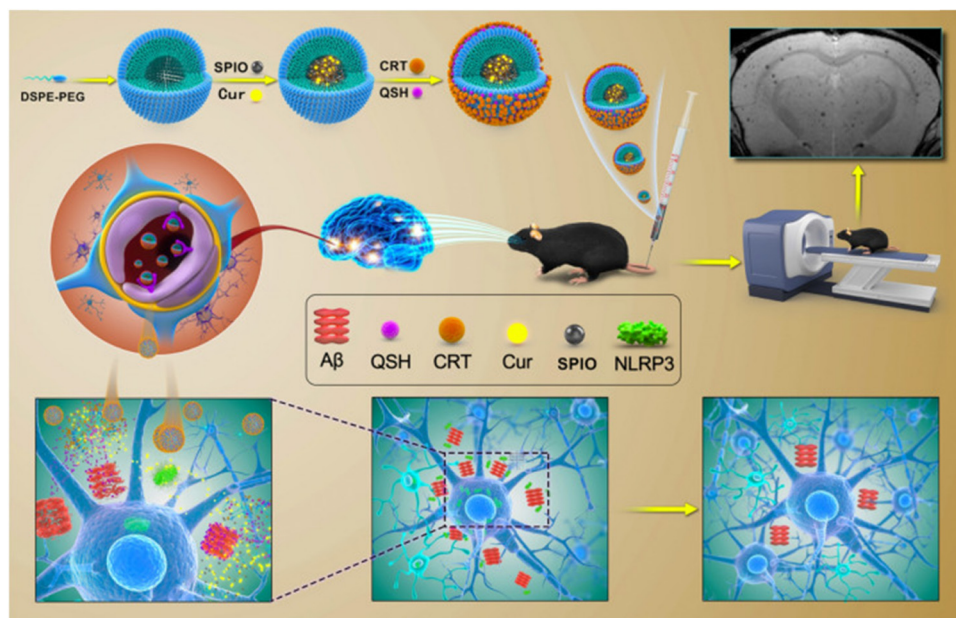 DSPE-PEG
SPIO
Cur
CRT
QSH
Aβ
QSH
CRT
Cur
SPIO
NLRP3